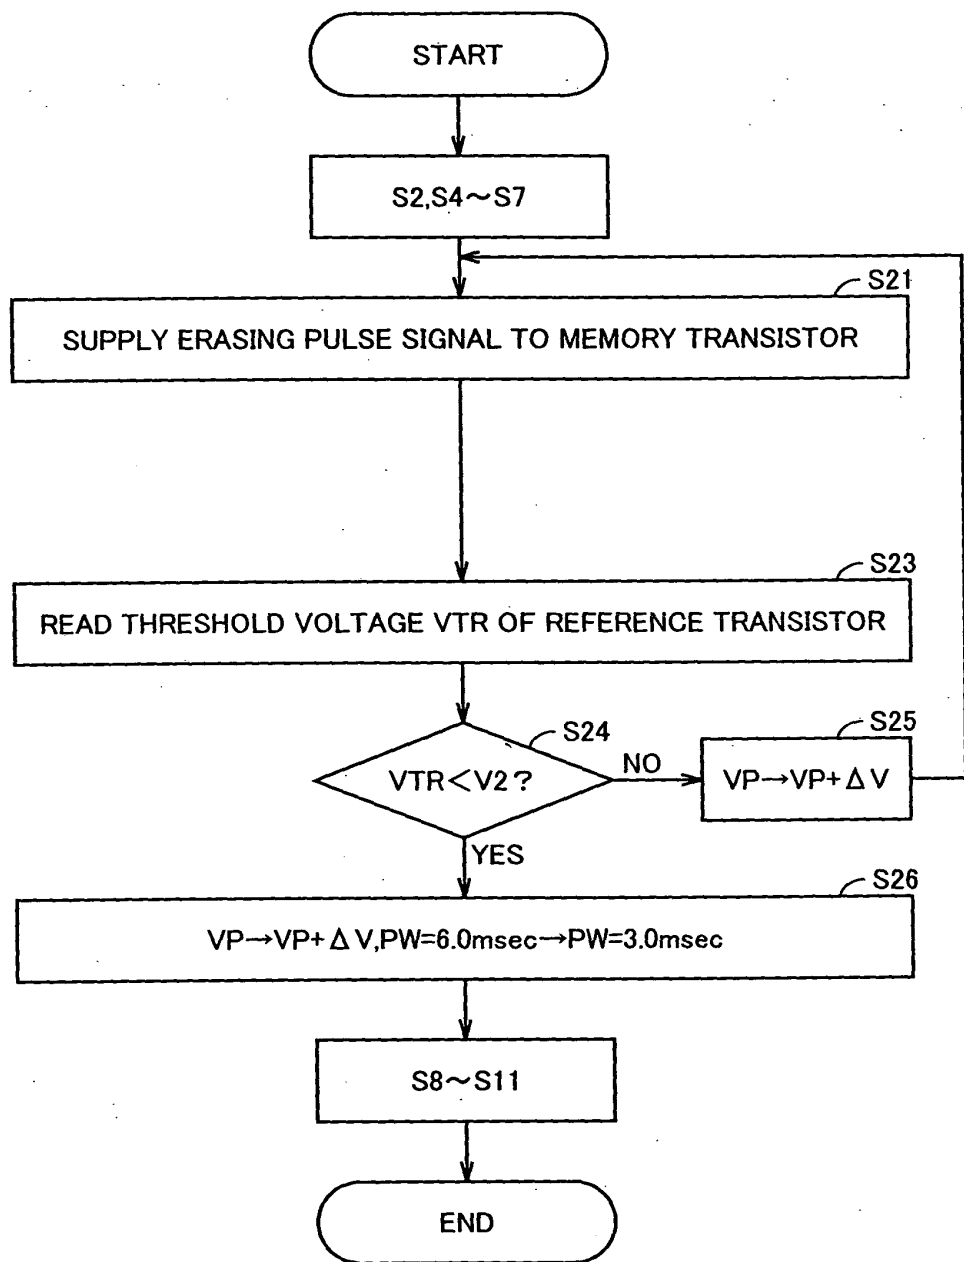 START
S2,S4～S7
S21
SUPPLY ERASING PULSE SIGNAL TO MEMORY TRANSISTOR
S23
READ THRESHOLD VOLTAGE VTR OF REFERENCE TRANSISTOR
S24
VTR＜V2？
NO
S25
VP→VP+ΔV
YES
S26
VP→VP+ΔV,PW=6.0msec→PW=3.0msec
S8～S11
END